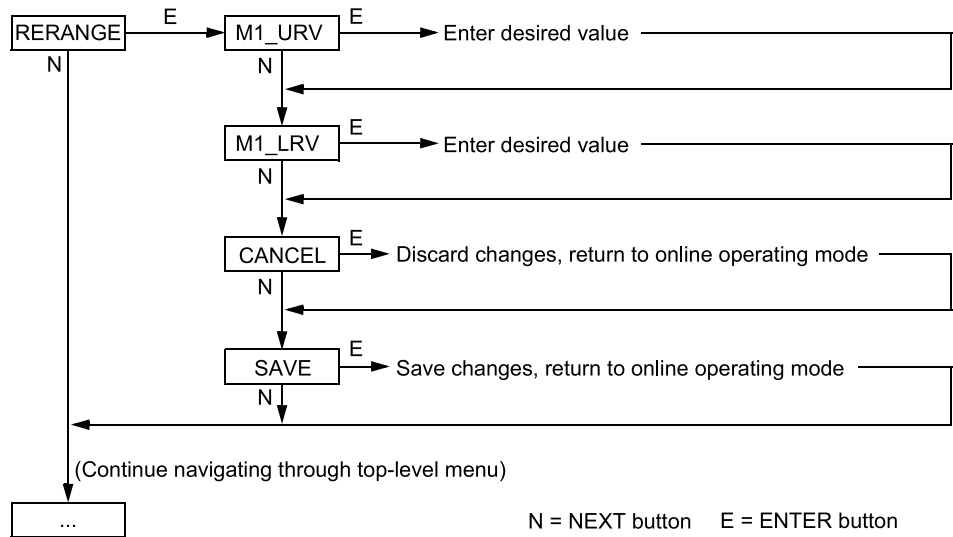 E E
RERANGE M1_URV Enter desired value
N N
E
M1_LRV Enter desired value
N
E
CANCEL Discard changes, return to online operating mode
N
E
SAVE Save changes, return to online operating mode
N
(Continue navigating through top-level menu)
...
N = NEXT button E = ENTER button